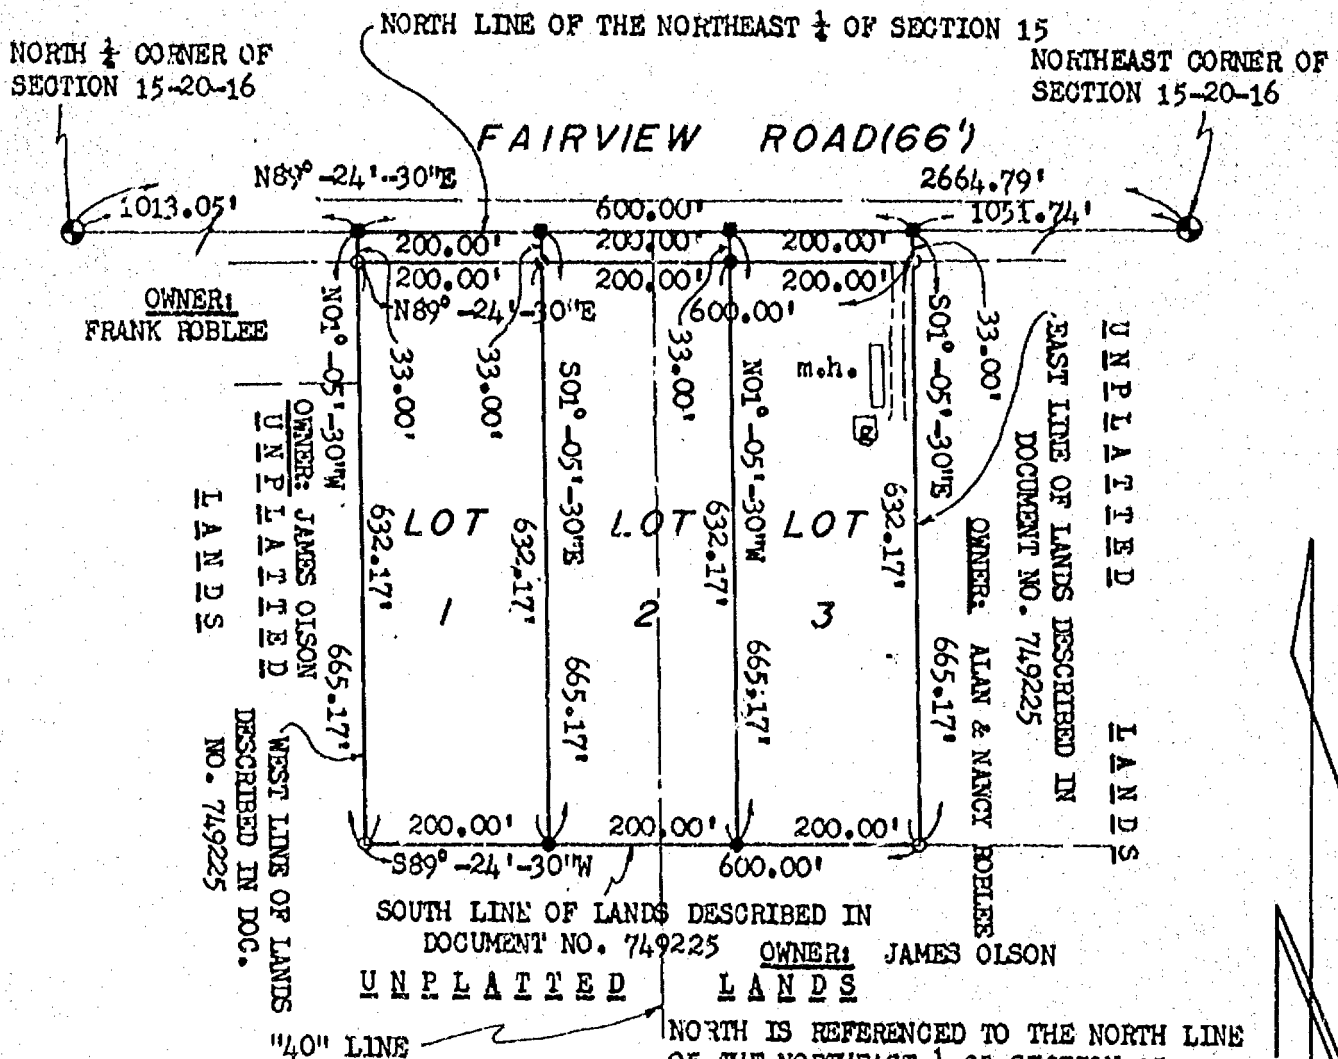 NORTH LINE OF THE NORTHEAST ¼ OF SECTION 15
NORTH ¼ CORNER OF
SECTION 15-20-16
NORTHEAST CORNER OF
SECTION 15-20-16
FAIRVIEW ROAD(66')
N89°-24'-30"E
2664.79'
1013.05'
600.00'
1051.74'
200.00'
200.00'
200.00'
200.00'
200.00'
200.00'
N89°-24'-30"E
600.00'
OWNER:
FRANK ROBLEE
N01°-05'-30"W
33.00'
33.00'
S01°-05'-30"E
33.00'
N01°-05'-30"W
m.h.
S01°-05'-30"E
33.00'
EAST LINE OF LANDS DESCRIBED IN
DOCUMENT NO. 749225
UNPLATTED LANDS
OWNER: JAMES OLSON
UNPLATTED
LANDS
632.17'
LOT
1
632.17'
LOT
2
632.17'
LOT
3
632.17'
OWNER: ALAN & NANCY ROBLEE
665.17'
665.17'
665.17'
665.17'
WEST LINE OF LANDS
DESCRIBED IN DOC.
NO. 749225
200.00'
200.00'
200.00'
S89°-24'-30"W
600.00'
SOUTH LINE OF LANDS DESCRIBED IN
DOCUMENT NO. 749225
OWNER: JAMES OLSON
UNPLATTED LANDS
"40" LINE
NORTH IS REFERENCED TO THE NORTH LINE
OF THE NORTHEAST ¼ OF SECTION